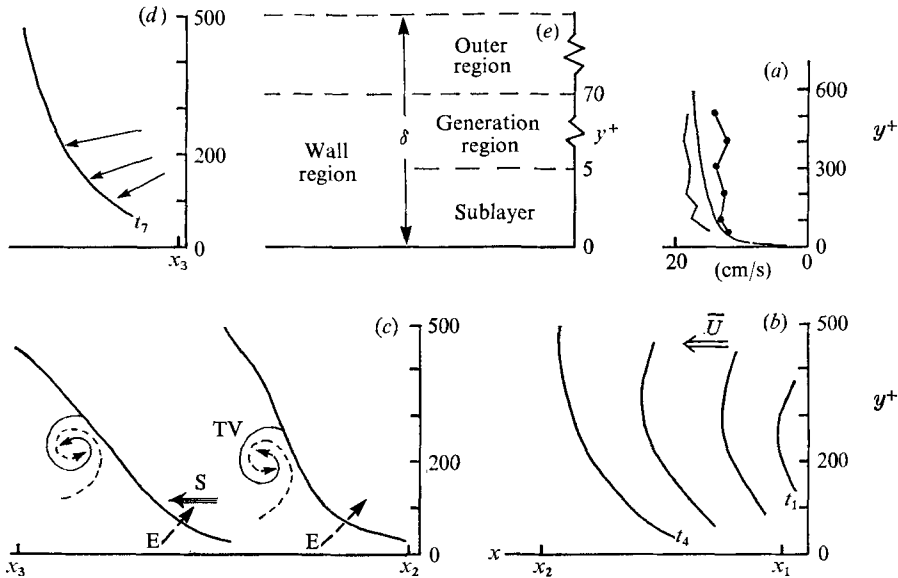 (d)
500
200
0
x₃
t₇
(e)
Outer
region
70
Generation
region
y⁺
δ
Wall
region
5
Sublayer
0
(a)
600
y⁺
300
0
20
0
(cm/s)
(c)
500
TV
200
S
E
E
0
x₃
x₂
(b)
500
U̅
y⁺
200
t₁
t₄
0
x
x₂
x₁